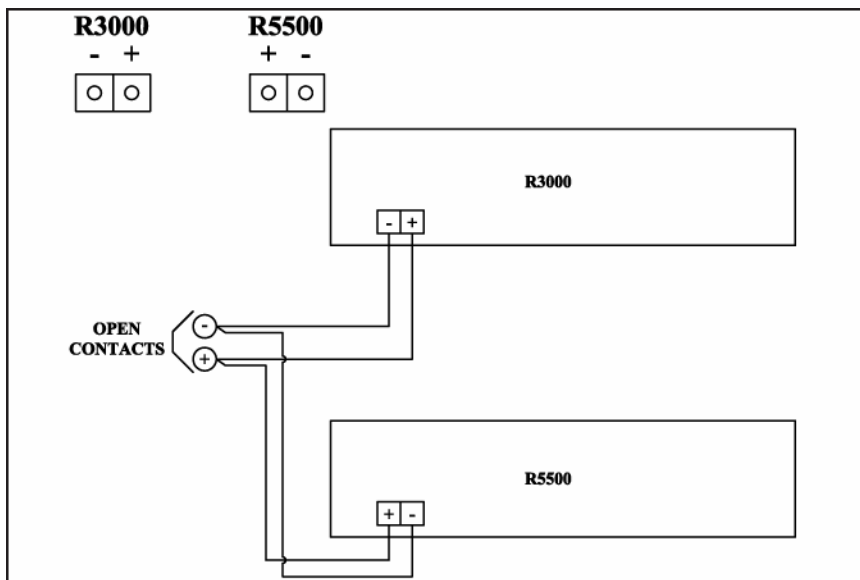 R3000 R5500
- + + -
R3000
- +
-
OPEN
CONTACTS
+
R5500
+ -